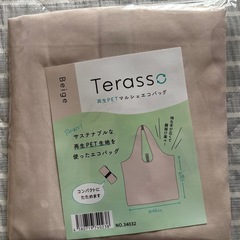 Beige
Terasso
再生PETマルシェエコバッグ
サステナブルな
再生PET生地を
使ったエコバッグ
コンパクトに
たためます
NO.34032